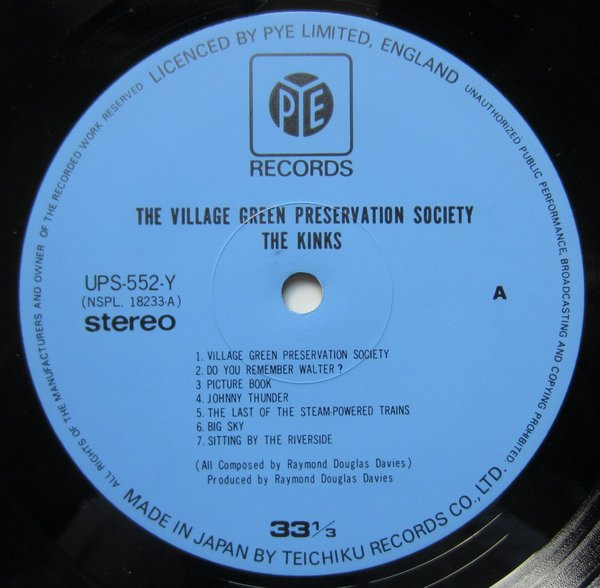 LICENCED BY PYE LIMITED, ENGLAND
UNAUTHORIZED PUBLIC PERFORMANCE, BROADCASTING AND COPYING PROHIBITED.
ALL RIGHTS OF THE MANUFACTURERS AND OWNER OF THE RECORDED WORK RESERVED
PYE
RECORDS
THE VILLAGE GREEN PRESERVATION SOCIETY
THE KINKS
UPS-552-Y
(NSPL. 18233-A)
stereo
A
1. VILLAGE GREEN PRESERVATION SOCIETY
2. DO YOU REMEMBER WALTER?
3 PICTURE BOOK
4. JOHNNY THUNDER
5. THE LAST OF THE STEAM-POWERED TRAINS
6. BIG SKY
7. SITTING BY THE RIVERSIDE
(All Composed by Raymond Douglas Davies)
Produced by Raymond Douglas Davies
33 1/3
MADE IN JAPAN BY TEICHIKU RECORDS CO., LTD.